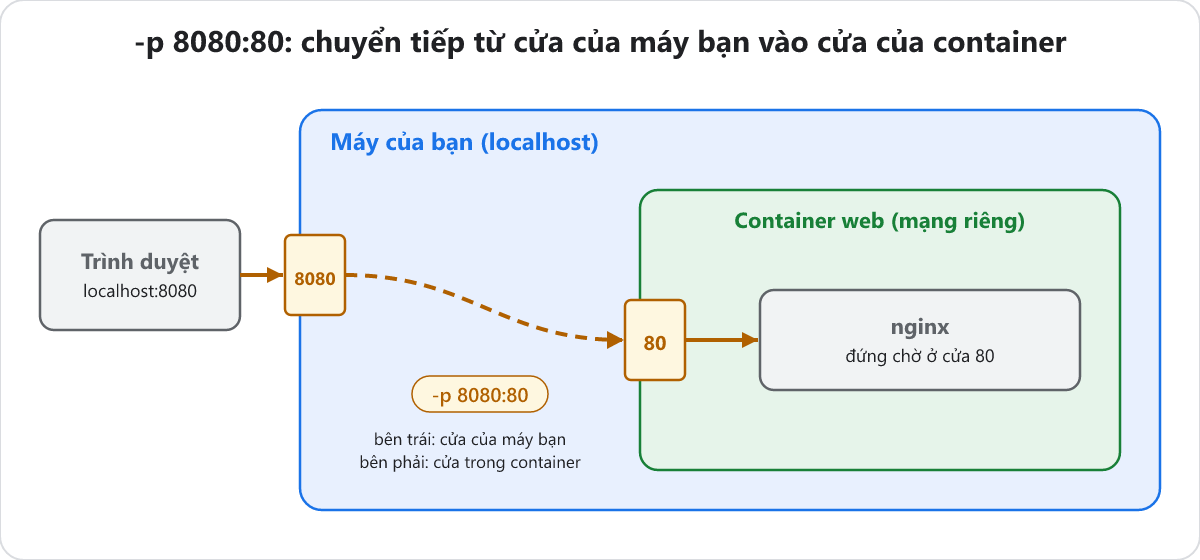 -p 8080:80: chuyển tiếp từ cửa của máy bạn vào cửa của container
Máy của bạn (localhost)
Container web (mạng riêng)
Trình duyệt
localhost:8080
8080
80
nginx
đứng chờ ở cửa 80
-p 8080:80
bên trái: cửa của máy bạn
bên phải: cửa trong container